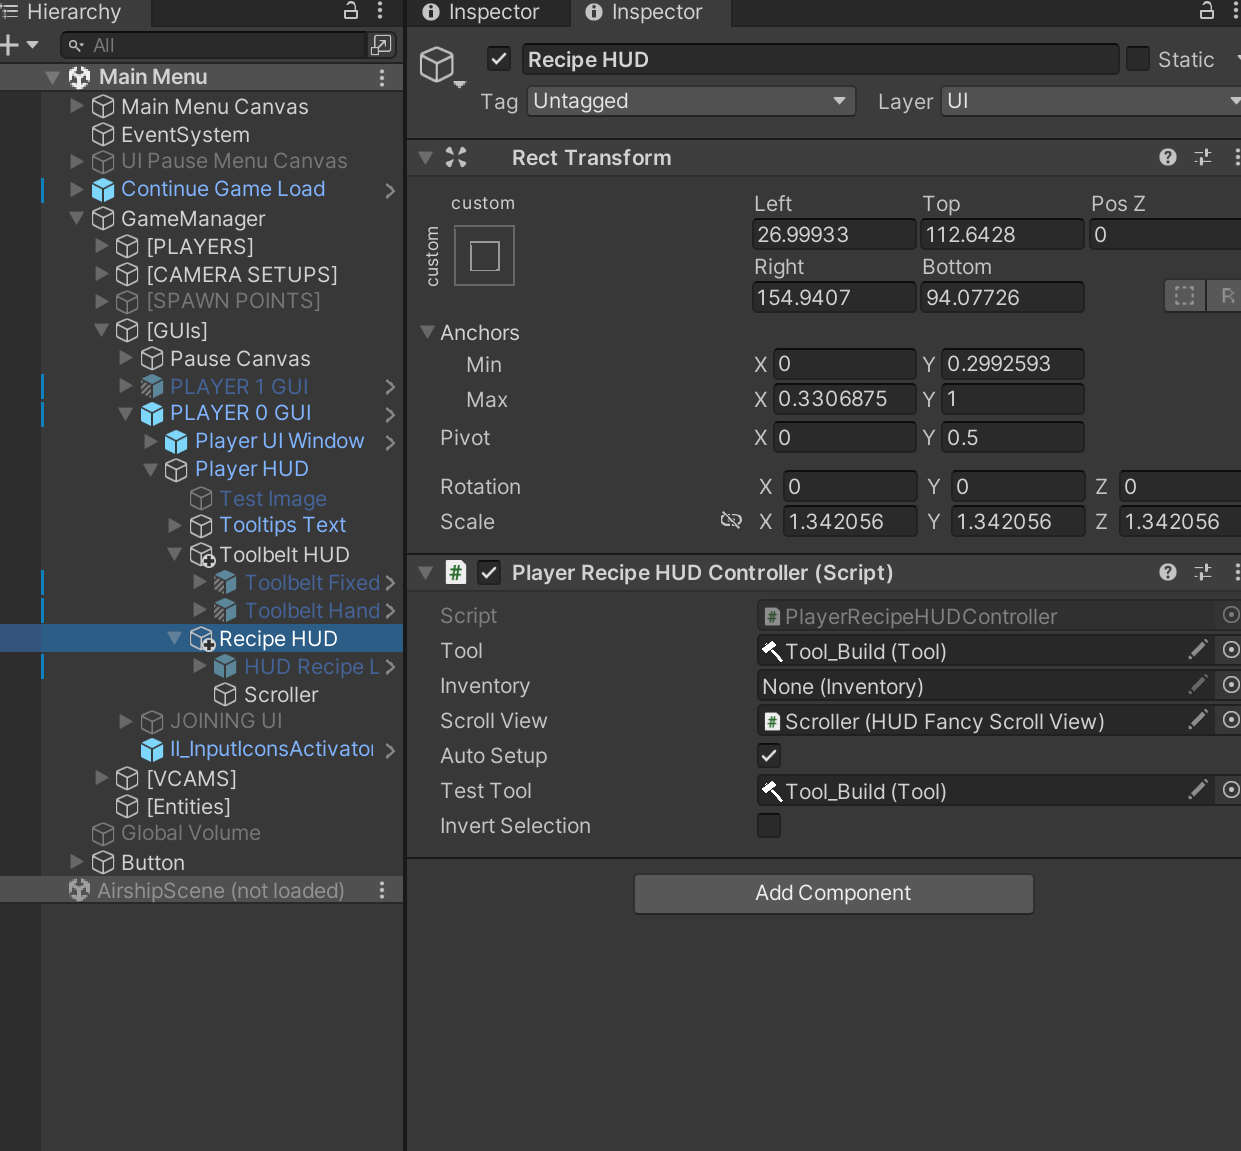 Hierarchy
All
Main Menu
Main Menu Canvas
EventSystem
UI Pause Menu Canvas
Continue Game Load
GameManager
[PLAYERS]
[CAMERA SETUPS]
[SPAWN POINTS]
[GUIs]
Pause Canvas
PLAYER 1 GUI
PLAYER 0 GUI
Player UI Window
Player HUD
Test Image
Tooltips Text
Toolbelt HUD
Toolbelt Fixed
Toolbelt Hand
Recipe HUD
HUD Recipe L
Scroller
JOINING UI
II_InputIconsActivato
[VCAMS]
[Entities]
Global Volume
Button
AirshipScene (not loaded)
Inspector Inspector
Recipe HUD Static
Tag Untagged Layer UI
Rect Transform
custom
custom
Left Top Pos Z
26.99933 112.6428 0
Right Bottom
154.9407 94.07726 R
Anchors
Min X 0 Y 0.2992593
Max X 0.3306875 Y 1
Pivot X 0 Y 0.5
Rotation X 0 Y 0 Z 0
Scale X 1.342056 Y 1.342056 Z 1.342056
# Player Recipe HUD Controller (Script)
Script # PlayerRecipeHUDController
Tool Tool_Build (Tool)
Inventory None (Inventory)
Scroll View # Scroller (HUD Fancy Scroll View)
Auto Setup
Test Tool Tool_Build (Tool)
Invert Selection
Add Component